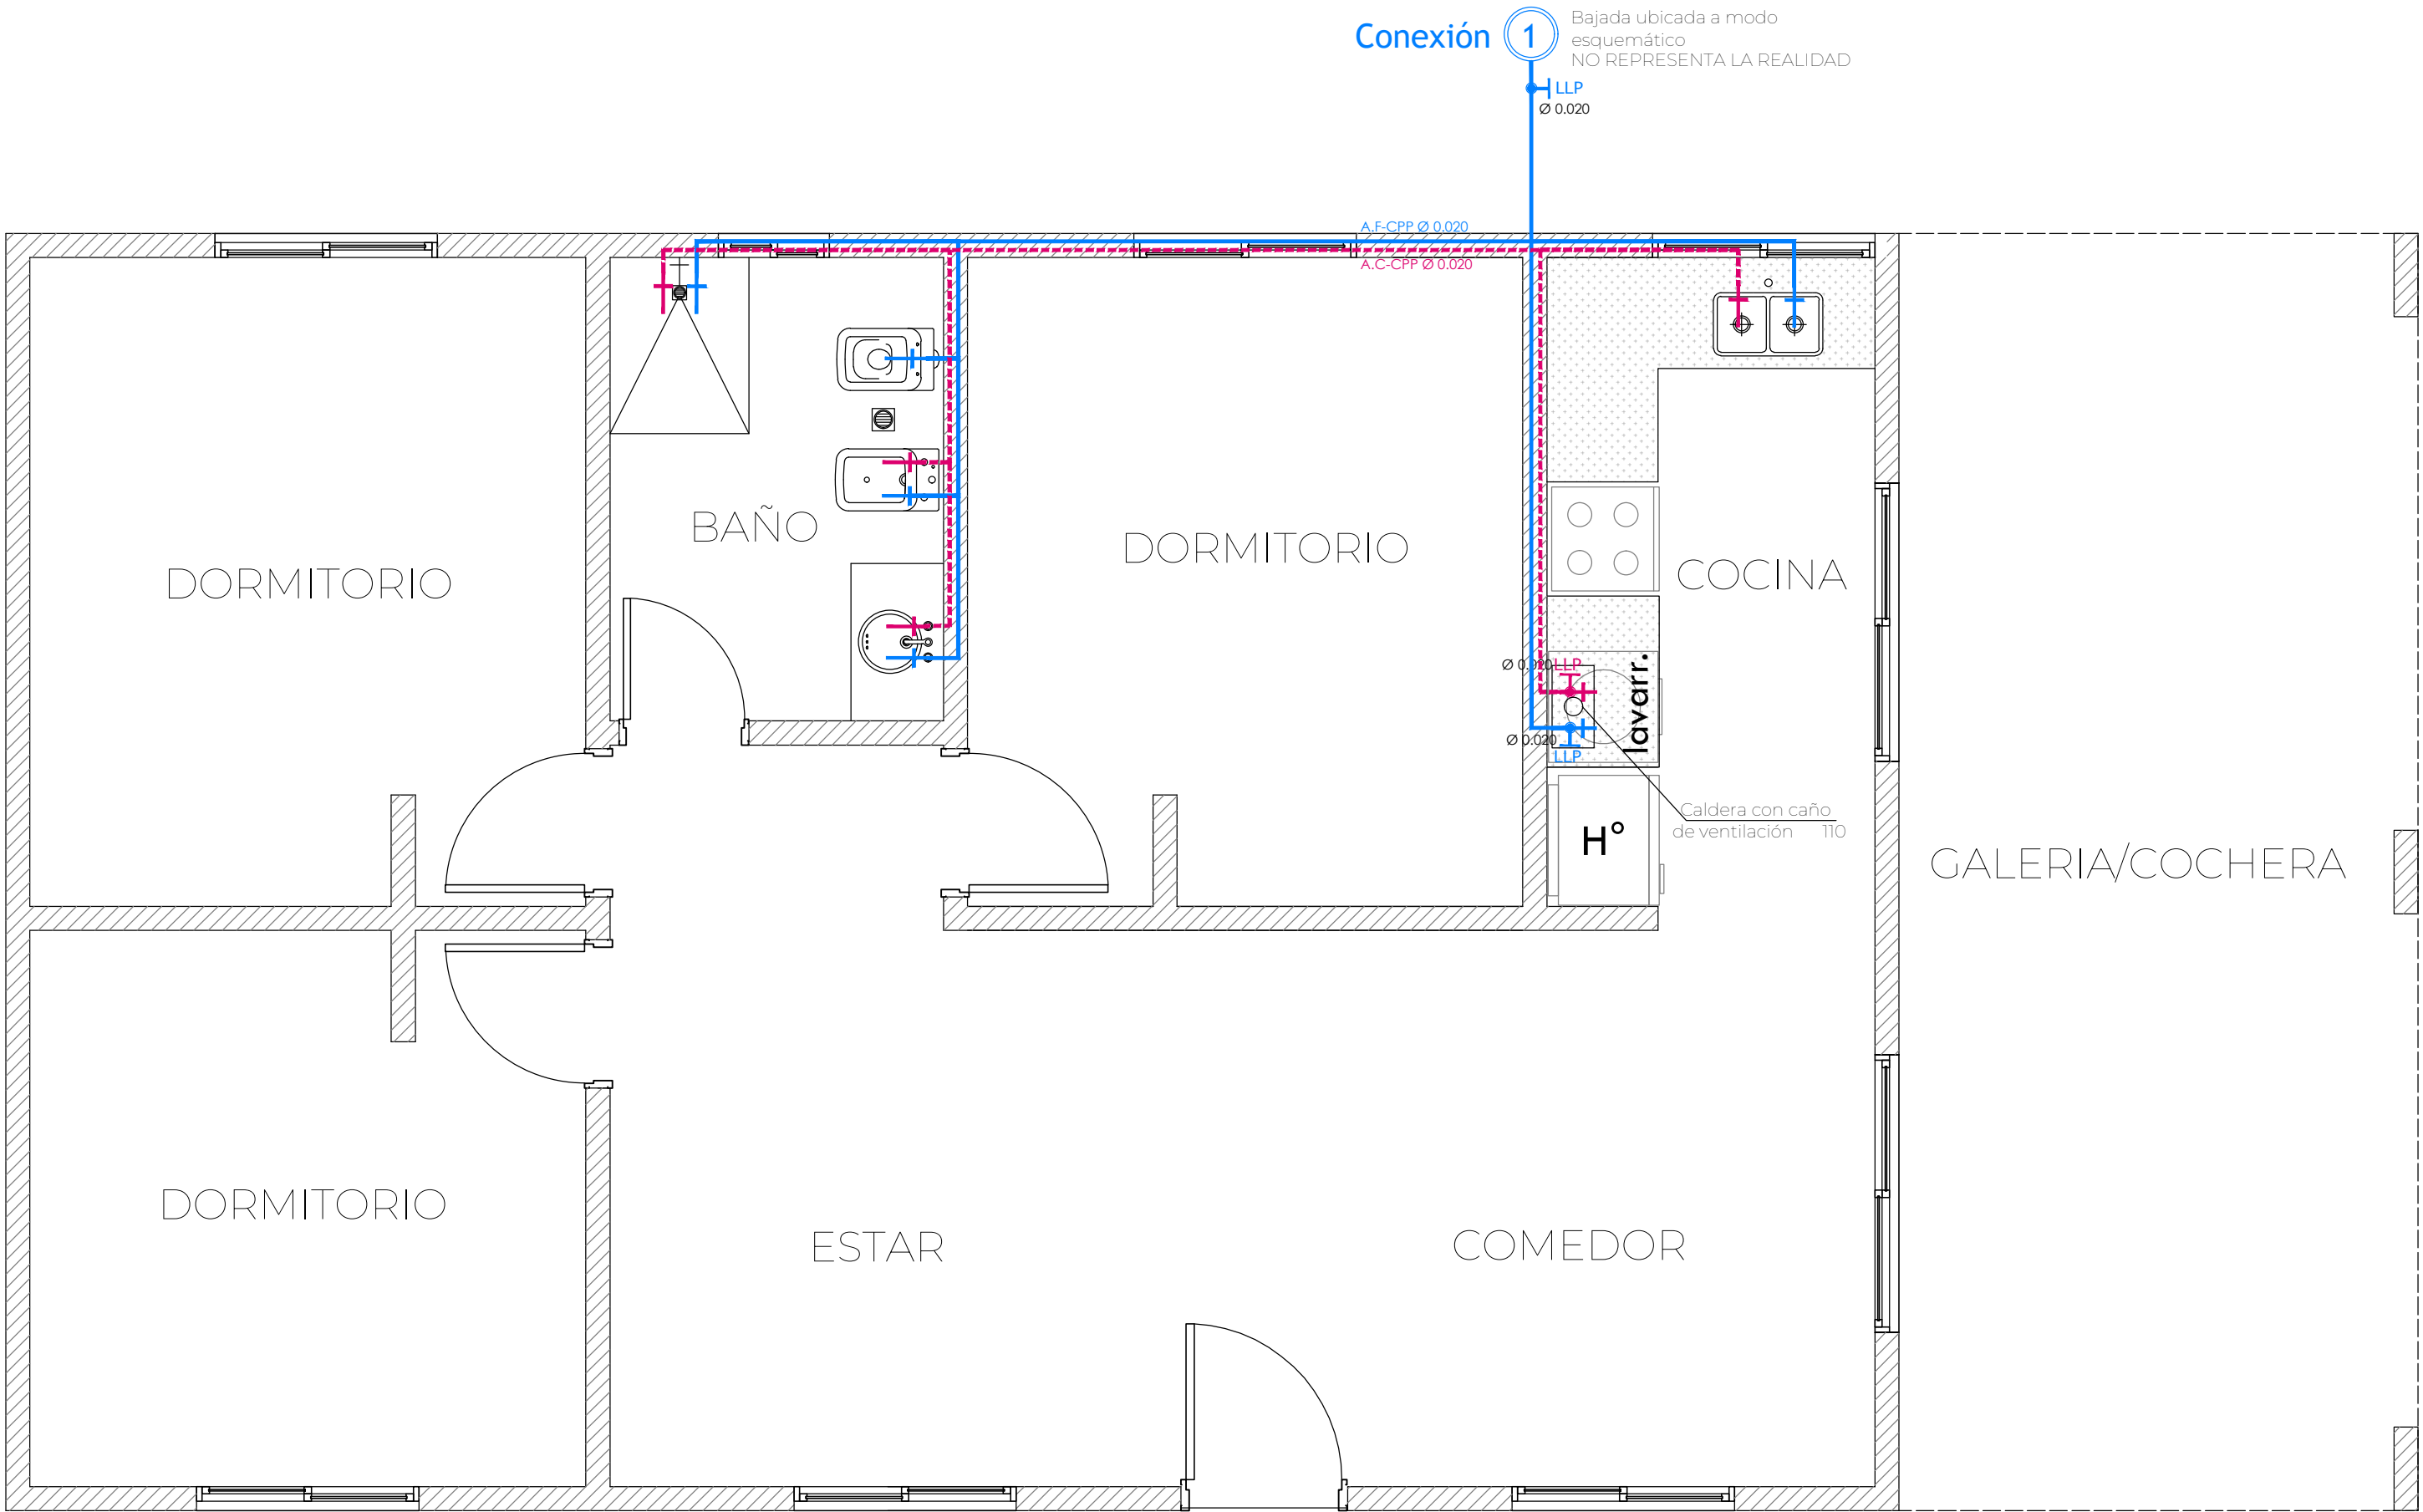 Conexión 1
Bajada ubicada a modo
esquemático
NO REPRESENTA LA REALIDAD
LLP
Ø 0.020
A.F-CPP Ø 0.020
A.C-CPP Ø 0.020
BAÑO
DORMITORIO
COCINA
DORMITORIO
Ø 0.020
LLP
lavarr.
Ø 0.020
LLP
Caldera con caño
de ventilación 110
H°
GALERIA/COCHERA
DORMITORIO
ESTAR
COMEDOR